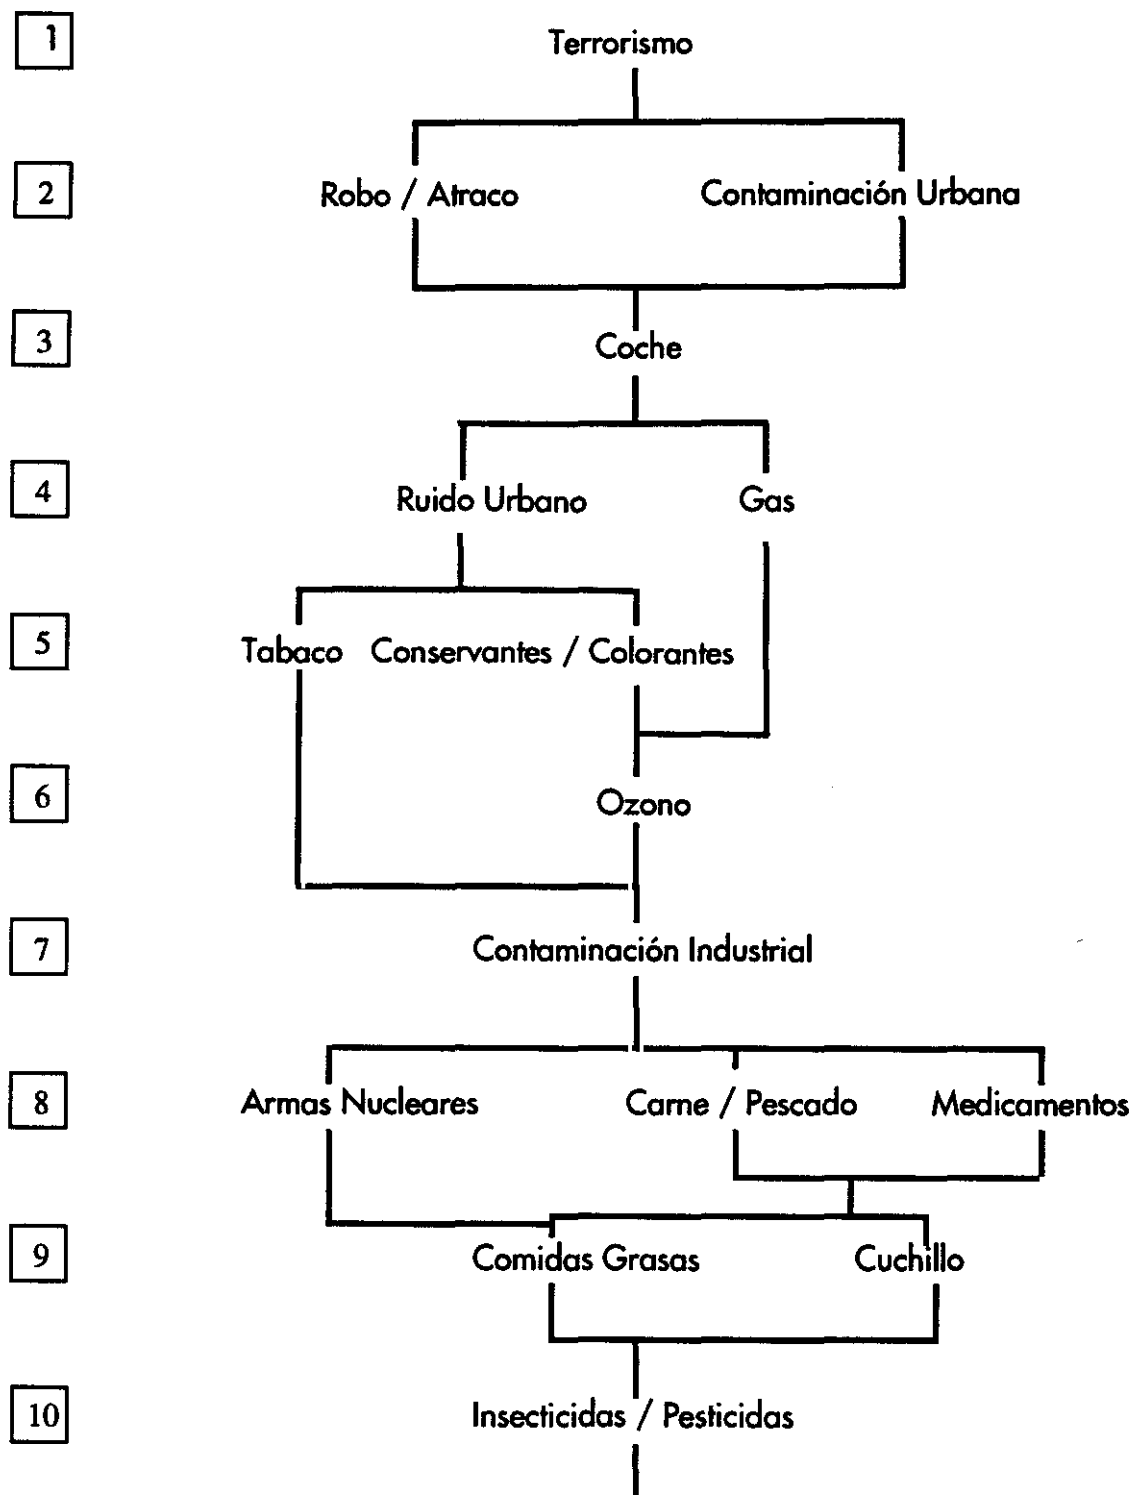 1 Terrorismo
2 Robo / Atraco Contaminación Urbana
3 Coche
4 Ruido Urbano Gas
5 Tabaco Conservantes / Colorantes
6 Ozono
7 Contaminación Industrial
8 Armas Nucleares Carne / Pescado Medicamentos
9 Comidas Grasas Cuchillo
10 Insecticidas / Pesticidas